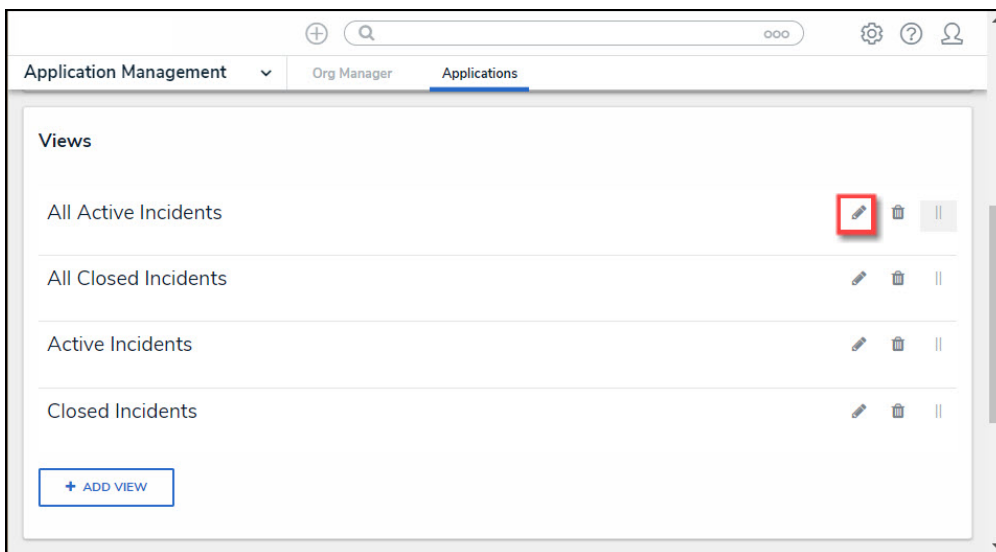 Application Management Org Manager Applications
Views
All Active Incidents
All Closed Incidents
Active Incidents
Closed Incidents
+ ADD VIEW